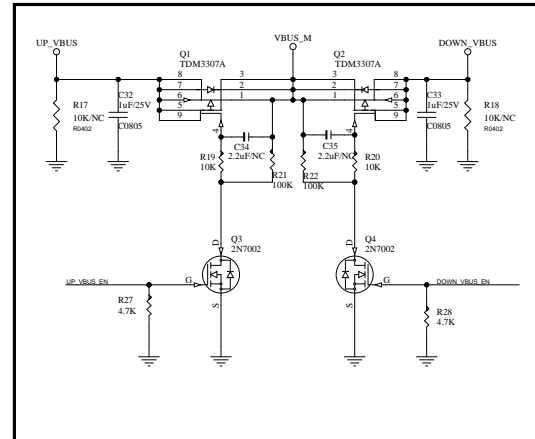 UP_VBUS
Q1
TDM3307A
VBUS_M
Q2
TDM3307A
DOWN_VBUS
8
7
6
5
9
3
2
1
4
3
2
1
4
8
7
6
5
9
R17
10K/NC
R0402
C32
1uF/25V
C0805
C33
1uF/25V
C0805
R18
10K/NC
R0402
C34
2.2uF/NC
C35
2.2uF/NC
R19
10K
R21
100K
R22
100K
R20
10K
Q3
2N7002
D
G
S
Q4
2N7002
D
G
S
UP_VBUS_EN
DOWN_VBUS_EN
R27
4.7K
R28
4.7K